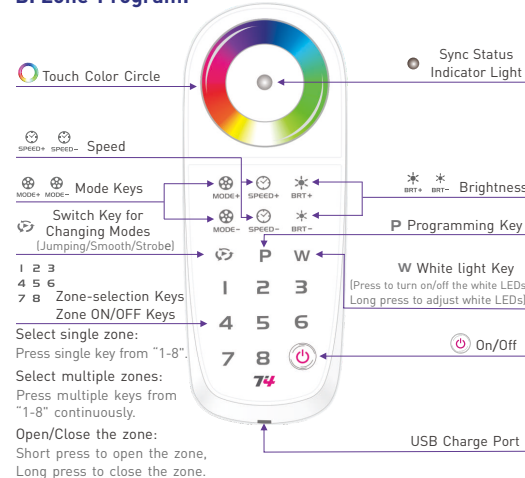 B. Zone Program:
Touch Color Circle
Sync Status
Indicator Light
SPEED+ SPEED- Speed
MODE+ MODE- Mode Keys
BRT+ BRT- Brightness
Switch Key for
Changing Modes
(Jumping/Smooth/Strobe)
P Programming Key
W White light Key
(Press to turn on/off the white LEDs
Long press to adjust white LEDs)
1 2 3
4 5 6
7 8 Zone-selection Keys
Zone ON/OFF Keys
Select single zone:
Press single key from "1-8".
Select multiple zones:
Press multiple keys from
"1-8" continuously.
Open/Close the zone:
Short press to open the zone,
Long press to close the zone.
On/Off
USB Charge Port
MODE+ SPEED+ BRT+
MODE- SPEED- BRT-
P W
1 2 3
4 5 6
7 8
74